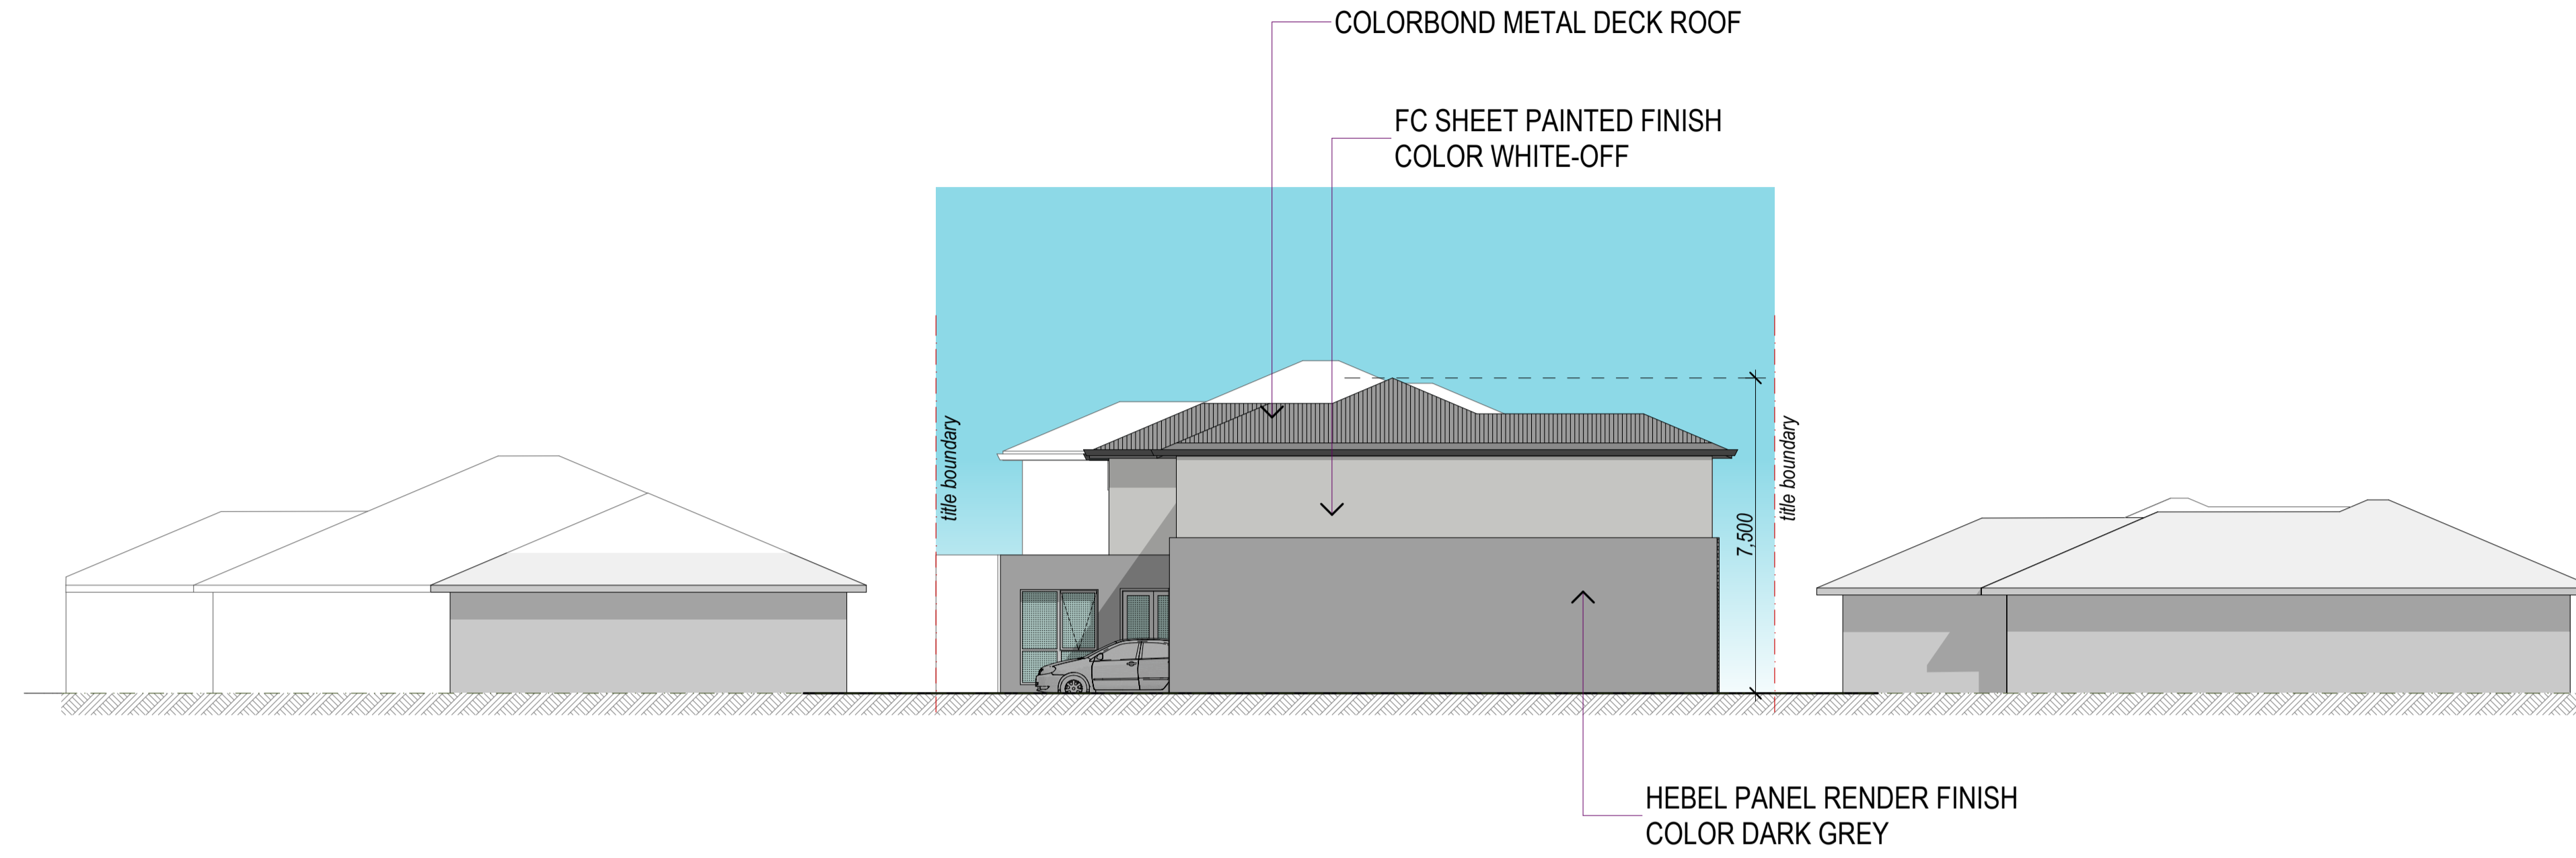 COLORBOND METAL DECK ROOF
FC SHEET PAINTED FINISH
COLOR WHITE-OFF
title boundary
title boundary
7,500
HEBEL PANEL RENDER FINISH
COLOR DARK GREY